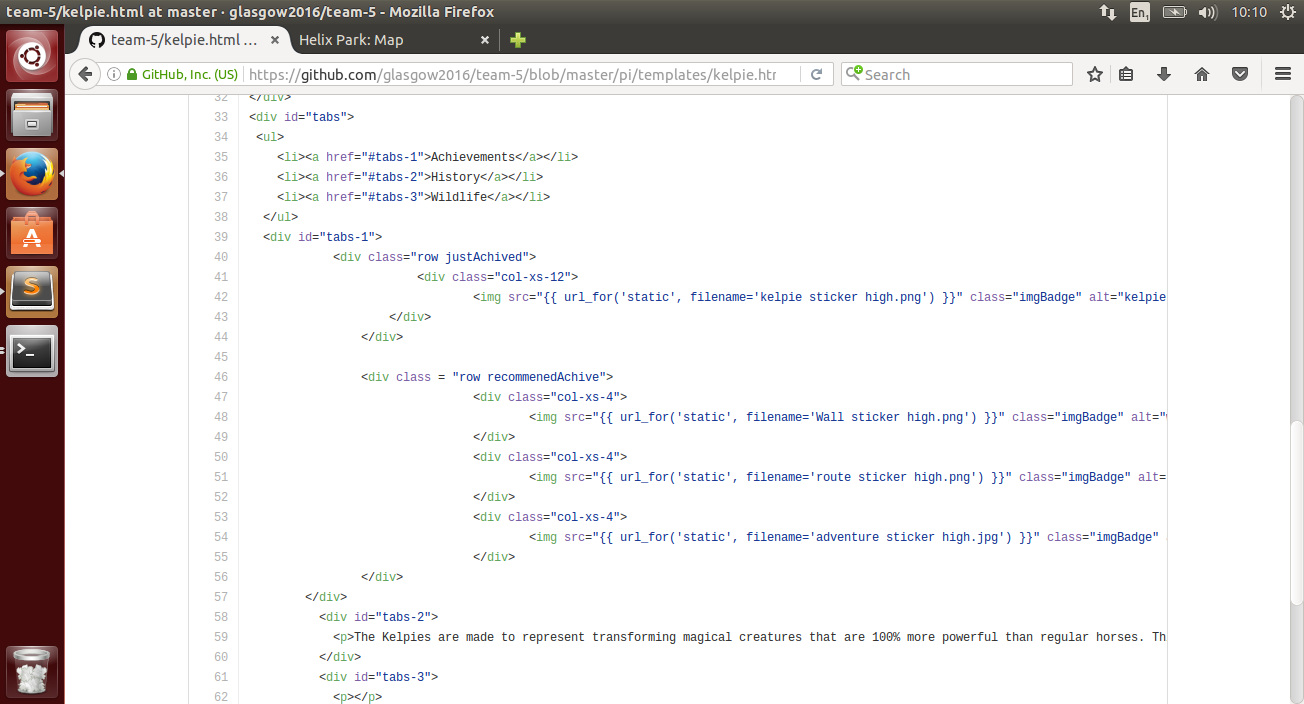 team-5/kelpie.html at master · glasgow2016/team-5 - Mozilla Firefox
En1
10:10
team-5/kelpie.html ...
Helix Park: Map
GitHub, Inc. (US)
https://github.com/glasgow2016/team-5/blob/master/pi/templates/kelpie.htr
Search
32 </div>
33 <div id="tabs">
34 <ul>
35 <li><a href="#tabs-1">Achievements</a></li>
36 <li><a href="#tabs-2">History</a></li>
37 <li><a href="#tabs-3">Wildlife</a></li>
38 </ul>
39 <div id="tabs-1">
40 <div class="row justAchived">
41 <div class="col-xs-12">
42 <img src="{{ url_for('static', filename='kelpie sticker high.png') }}" class="imgBadge" alt="kelpie
43 </div>
44 </div>
45
46 <div class = "row recommenedAchive">
47 <div class="col-xs-4">
48 <img src="{{ url_for('static', filename='Wall sticker high.png') }}" class="imgBadge" alt="
49 </div>
50 <div class="col-xs-4">
51 <img src="{{ url_for('static', filename='route sticker high.png') }}" class="imgBadge" alt=
52 </div>
53 <div class="col-xs-4">
54 <img src="{{ url_for('static', filename='adventure sticker high.jpg') }}" class="imgBadge"
55 </div>
56 </div>
57 </div>
58 <div id="tabs-2">
59 <p>The Kelpies are made to represent transforming magical creatures that are 100% more powerful than regular horses. Th
60 </div>
61 <div id="tabs-3">
62 <p></p>